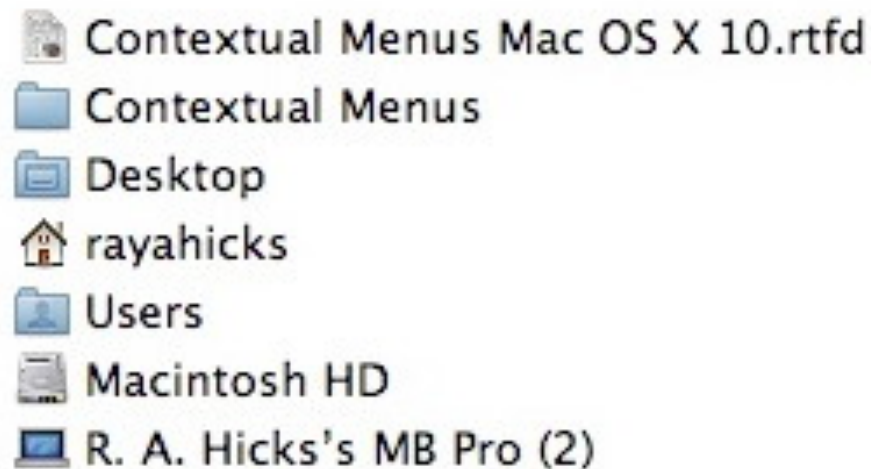 Contextual Menus Mac OS X 10.rtfd
Contextual Menus
Desktop
rayahicks
Users
Macintosh HD
R. A. Hicks's MB Pro (2)